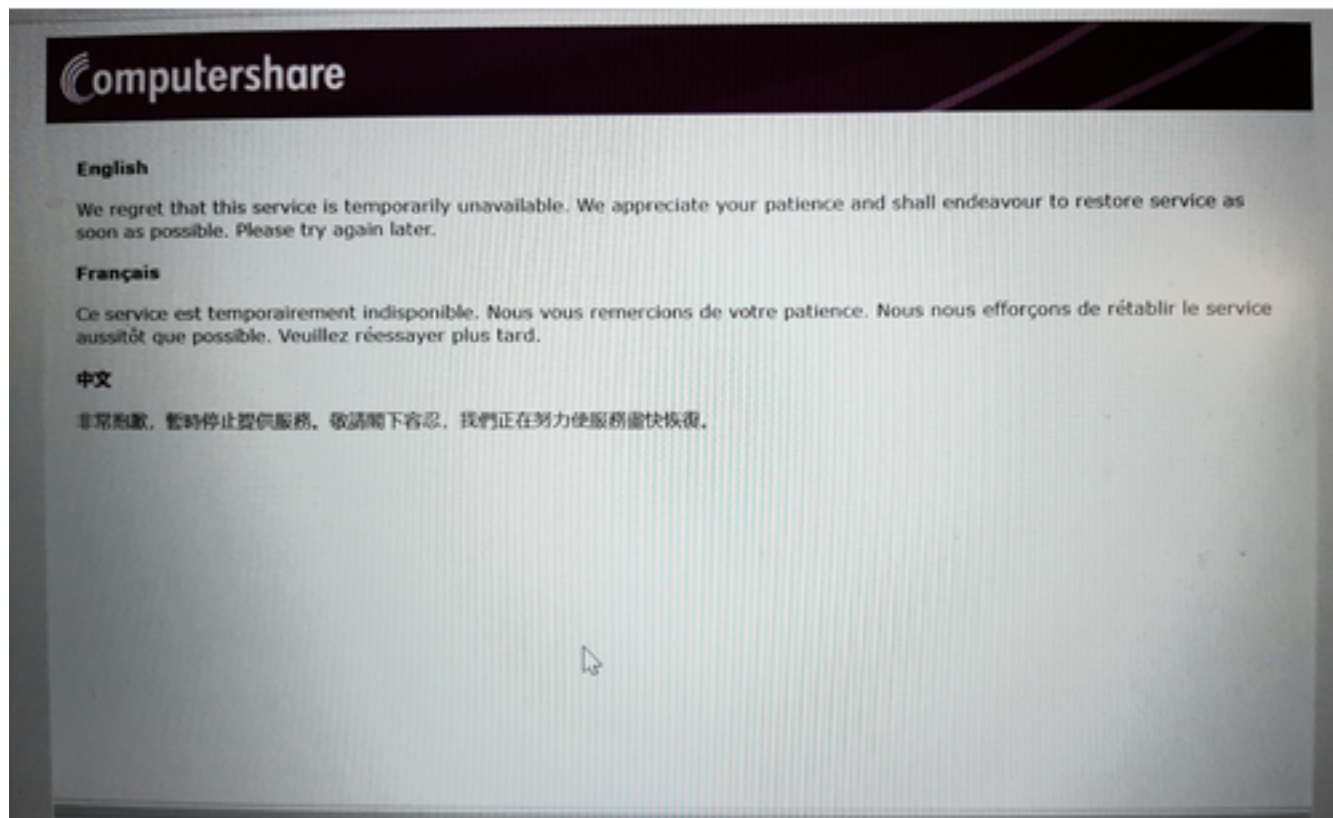 Computershare
English
We regret that this service is temporarily unavailable. We appreciate your patience and shall endeavour to restore service as
soon as possible. Please try again later.
Français
Ce service est temporairement indisponible. Nous vous remercions de votre patience. Nous nous efforçons de rétablir le service
aussitôt que possible. Veuillez réessayer plus tard.
中文
非常抱歉，暫時停止提供服務。敬請閣下容忍，我們正在努力使服務盡快恢復。